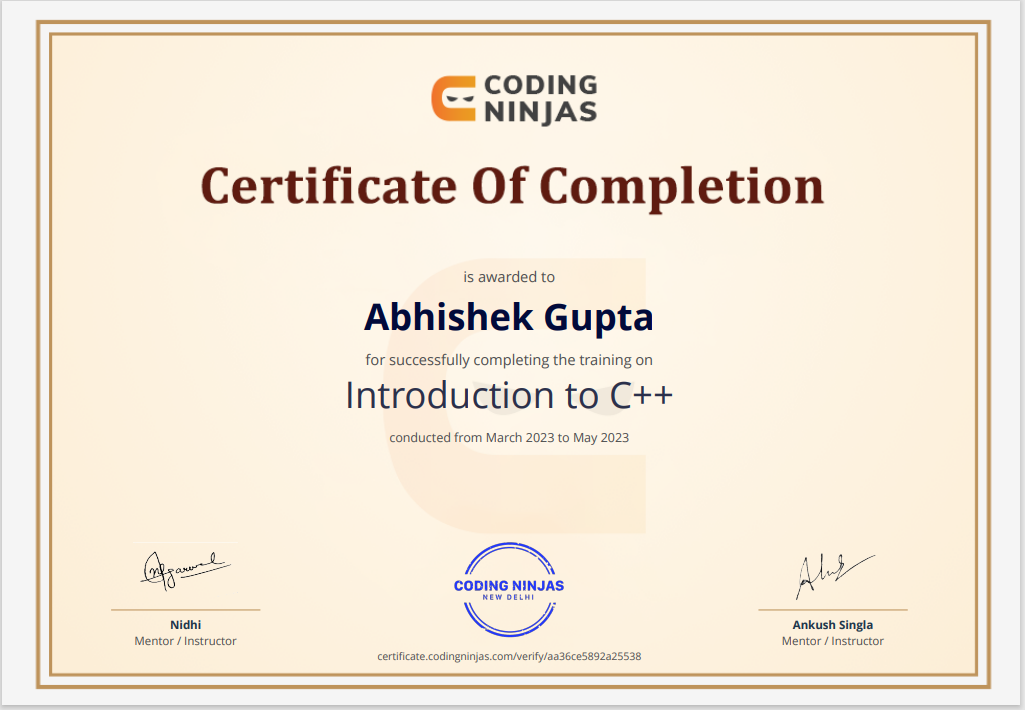 CODING
NINJAS
Certificate Of Completion
is awarded to
Abhishek Gupta
for successfully completing the training on
Introduction to C++
conducted from March 2023 to May 2023
CODING NINJAS
NEW DELHI
Nidhi
Mentor / Instructor
Ankush Singla
Mentor / Instructor
certificate.codingninjas.com/verify/aa36ce5892a25538